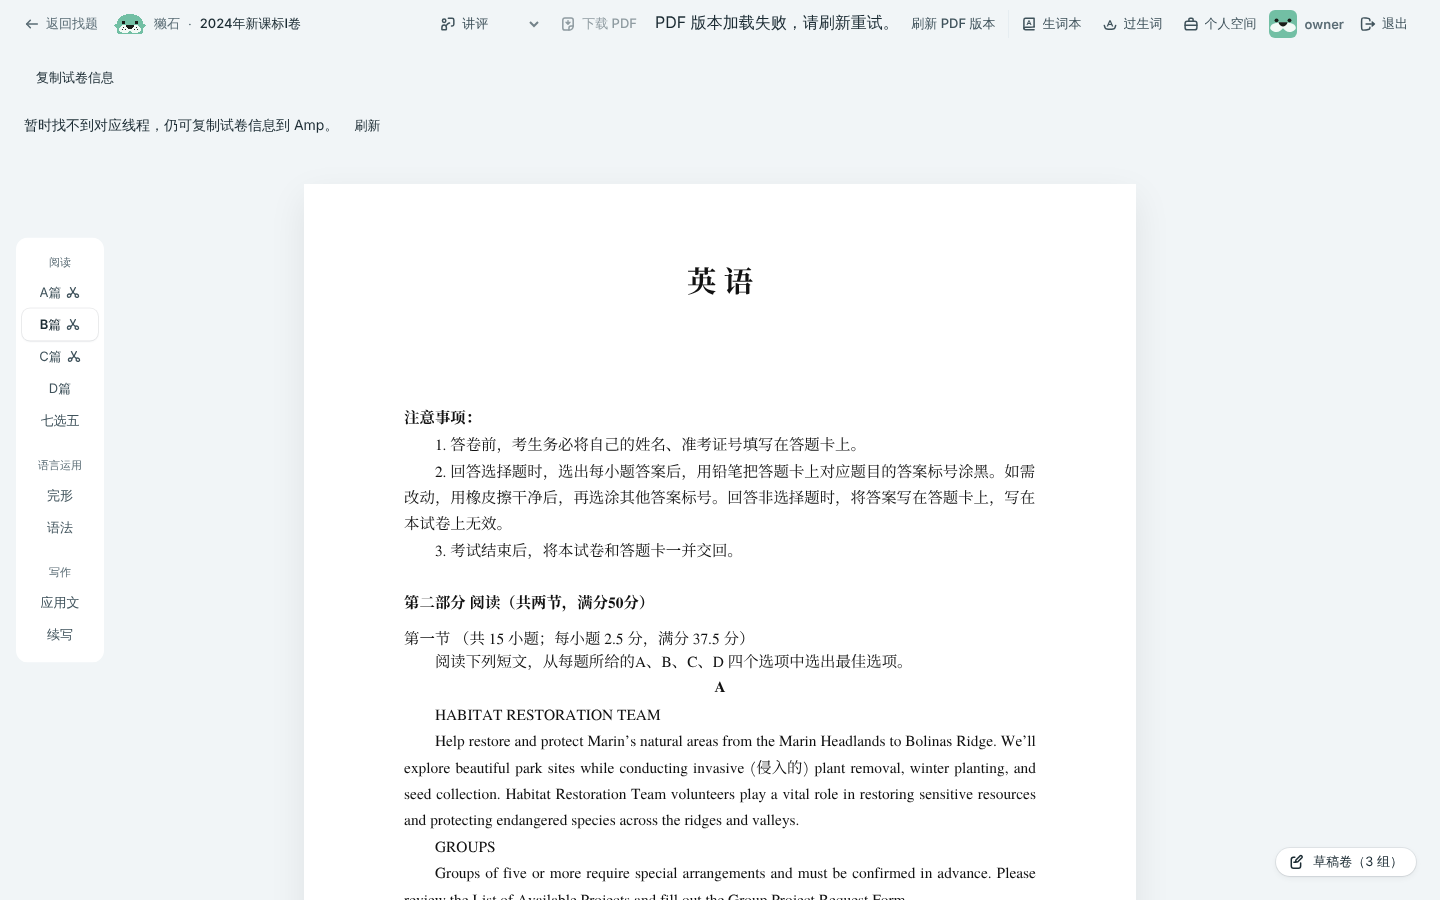 返回找题
獭石 · 2024年新课标I卷
讲评
下载 PDF
PDF 版本加载失败，请刷新重试。
刷新 PDF 版本
生词本
过生词
个人空间
owner
退出
复制试卷信息
暂时找不到对应线程，仍可复制试卷信息到 Amp。 刷新
阅读
A篇
B篇
C篇
D篇
七选五
语言运用
完形
语法
写作
应用文
续写
英 语
注意事项：
1. 答卷前，考生务必将自己的姓名、准考证号填写在答题卡上。
2. 回答选择题时，选出每小题答案后，用铅笔把答题卡上对应题目的答案标号涂黑。如需
改动，用橡皮擦干净后，再选涂其他答案标号。回答非选择题时，将答案写在答题卡上，写在
本试卷上无效。
3. 考试结束后，将本试卷和答题卡一并交回。
第二部分 阅读（共两节，满分50分）
第一节 （共 15 小题；每小题 2.5 分，满分 37.5 分）
阅读下列短文，从每题所给的A、B、C、D 四个选项中选出最佳选项。
A
HABITAT RESTORATION TEAM
Help restore and protect Marin’s natural areas from the Marin Headlands to Bolinas Ridge. We’ll
explore beautiful park sites while conducting invasive (侵入的) plant removal, winter planting, and
seed collection. Habitat Restoration Team volunteers play a vital role in restoring sensitive resources
and protecting endangered species across the ridges and valleys.
GROUPS
Groups of five or more require special arrangements and must be confirmed in advance. Please
review the List of Available Projects and fill out the Group Project Request Form.
草稿卷（3 组）